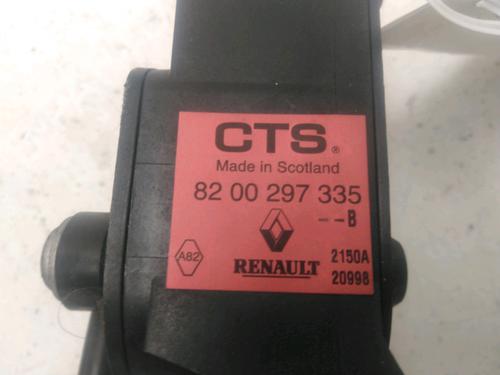 CTS®
Made in Scotland
82 00 297 335
--B
A82
RENAULT
2150A
20998